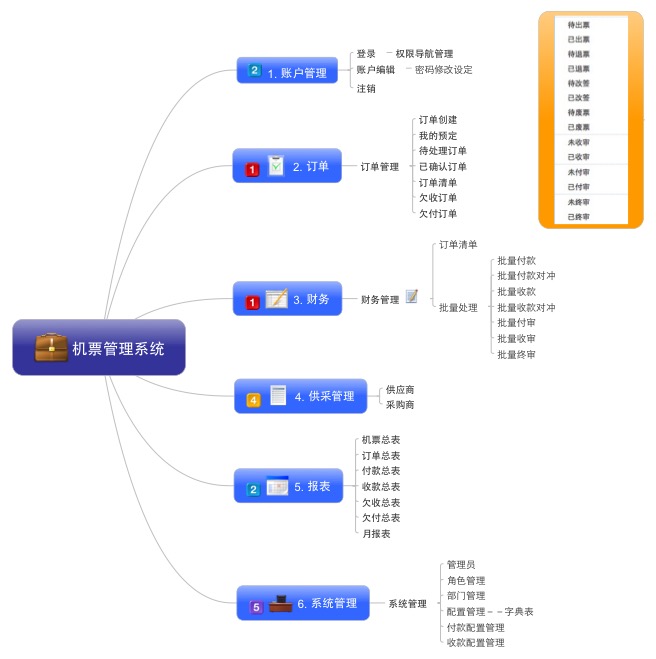 机票管理系统
2
1. 账户管理
登录 权限导航管理
账户编辑 密码修改设定
注销
1
2. 订单
订单管理
订单创建
我的预定
待处理订单
已确认订单
订单清单
欠收订单
欠付订单
1
3. 财务
财务管理
订单清单
批量处理
批量付款
批量付款对冲
批量收款
批量收款对冲
批量付审
批量收审
批量终审
4
4. 供采管理
供应商
采购商
2
5. 报表
机票总表
订单总表
付款总表
收款总表
欠收总表
欠付总表
月报表
5
6. 系统管理
系统管理
管理员
角色管理
部门管理
配置管理－－字典表
付款配置管理
收款配置管理
待出票
已出票
待退票
已退票
待改签
已改签
待废票
已废票
未收审
已收审
未付审
已付审
未终审
已终审